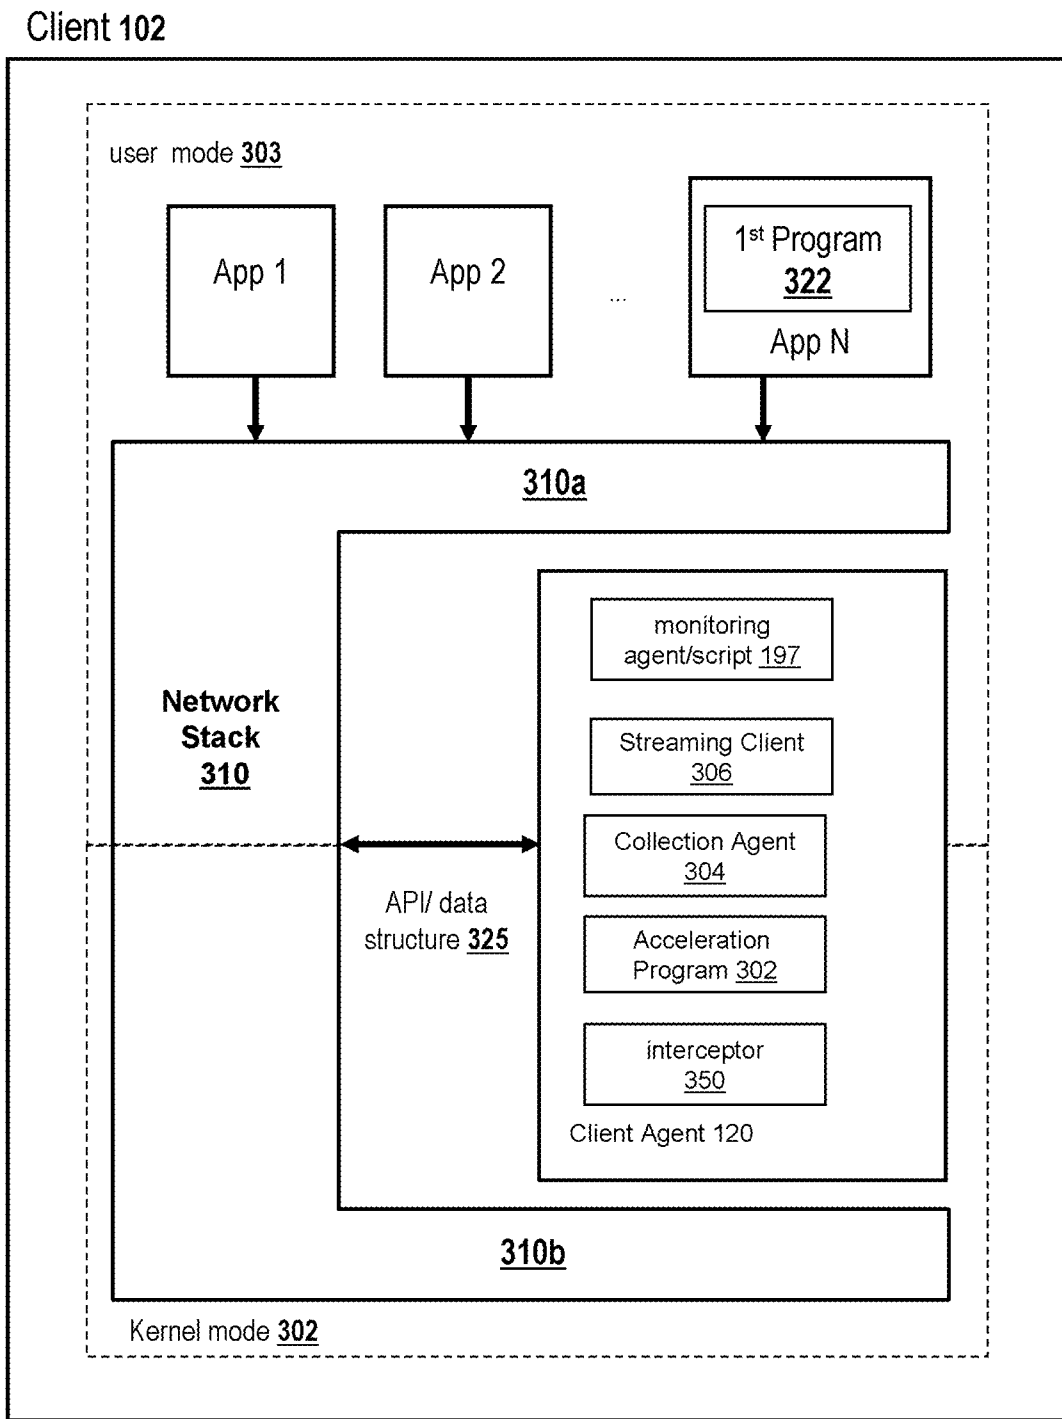 Client 102
user mode 303
App 1
App 2
...
1st Program
322
App N
310a
monitoring
agent/script 197
Streaming Client
306
Network
Stack
310
Collection Agent
304
API/ data
structure 325
Acceleration
Program 302
interceptor
350
Client Agent 120
310b
Kernel mode 302